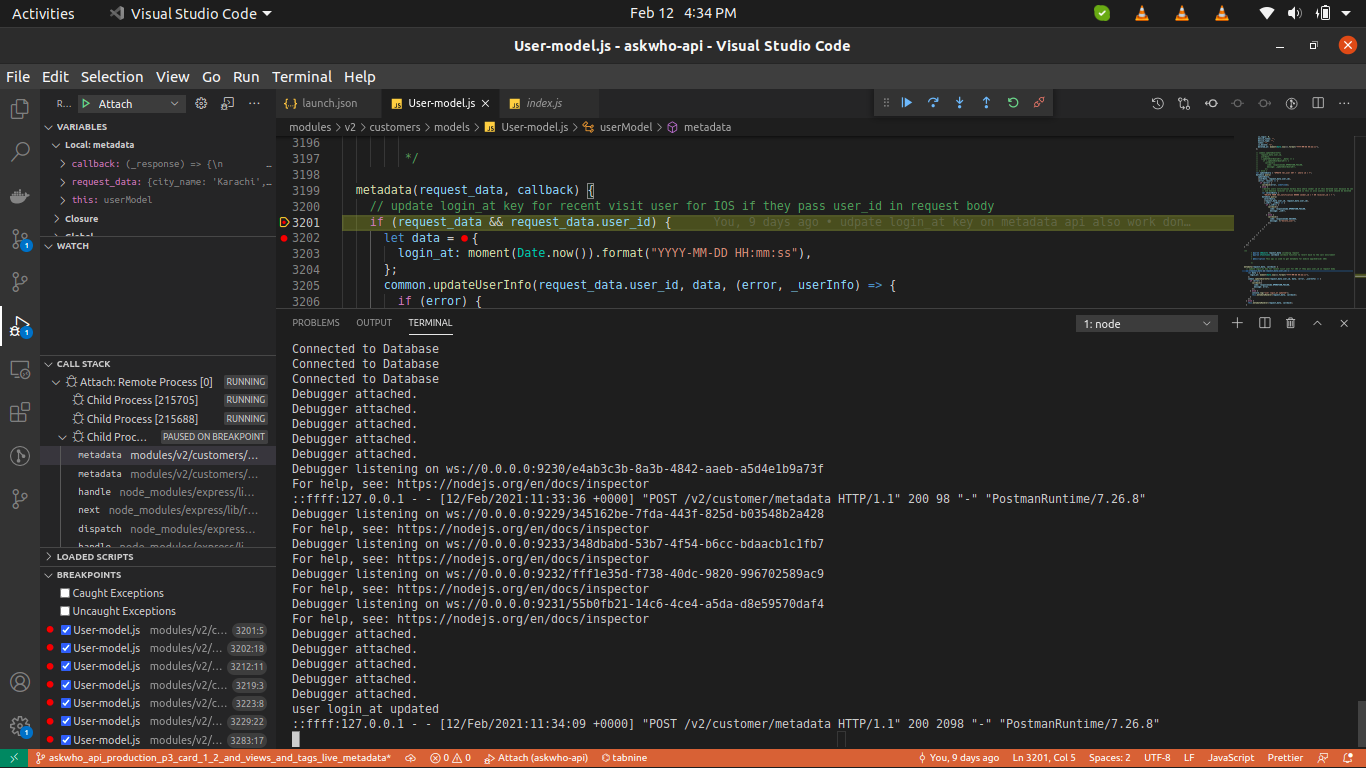 Activities
Visual Studio Code
Feb 12 4:34 PM
User-model.js - askwho-api - Visual Studio Code
File Edit Selection View Go Run Terminal Help
R... Attach
VARIABLES
Local: metadata
callback: (_response) => {\n …
request_data: {city_name: 'Karachi',…
this: userModel
Closure
WATCH
1
1
CALL STACK
Attach: Remote Process [0] RUNNING
Child Process [215705] RUNNING
Child Process [215688] RUNNING
Child Proc... PAUSED ON BREAKPOINT
metadata modules/v2/customers/...
metadata modules/v2/customers/...
handle node_modules/express/li...
next node_modules/express/lib/r...
dispatch node_modules/express...
handle node_modules/express/li...
LOADED SCRIPTS
BREAKPOINTS
Caught Exceptions
Uncaught Exceptions
User-model.js modules/v2/c... 3201:5
User-model.js modules/v2/... 3202:18
User-model.js modules/v2/... 3212:11
User-model.js modules/v2/c... 3219:3
User-model.js modules/v2/c... 3223:8
User-model.js modules/v2/... 3229:22
User-model.js modules/v2/... 3283:17
1
launch.json
JS User-model.js
JS index.js
modules > v2 > customers > models > JS User-model.js > userModel > metadata
3196
3197 */
3198
3199 metadata(request_data, callback) {
3200 // update login_at key for recent visit user for IOS if they pass user_id in request body
3201 if (request_data && request_data.user_id) { You, 9 days ago • udpate login at key on metadata api also work don…
3202 let data = {
3203 login_at: moment(Date.now()).format("YYYY-MM-DD HH:mm:ss"),
3204 };
3205 common.updateUserInfo(request_data.user_id, data, (error, _userInfo) => {
3206 if (error) {
PROBLEMS OUTPUT TERMINAL
1: node
Connected to Database
Connected to Database
Connected to Database
Debugger attached.
Debugger attached.
Debugger attached.
Debugger attached.
Debugger attached.
Debugger listening on ws://0.0.0.0:9230/e4ab3c3b-8a3b-4842-aaeb-a5d4e1b9a73f
For help, see: https://nodejs.org/en/docs/inspector
::ffff:127.0.0.1 - - [12/Feb/2021:11:33:36 +0000] "POST /v2/customer/metadata HTTP/1.1" 200 98 "-" "PostmanRuntime/7.26.8"
Debugger listening on ws://0.0.0.0:9229/345162be-7fda-443f-825d-b03548b2a428
For help, see: https://nodejs.org/en/docs/inspector
Debugger listening on ws://0.0.0.0:9233/348dbabd-53b7-4f54-b6cc-bdaacb1c1fb7
For help, see: https://nodejs.org/en/docs/inspector
Debugger listening on ws://0.0.0.0:9232/fff1e35d-f738-40dc-9820-996702589ac9
For help, see: https://nodejs.org/en/docs/inspector
Debugger listening on ws://0.0.0.0:9231/55b0fb21-14c6-4ce4-a5da-d8e59570daf4
For help, see: https://nodejs.org/en/docs/inspector
Debugger attached.
Debugger attached.
Debugger attached.
Debugger attached.
Debugger attached.
user login_at updated
::ffff:127.0.0.1 - - [12/Feb/2021:11:34:09 +0000] "POST /v2/customer/metadata HTTP/1.1" 200 2098 "-" "PostmanRuntime/7.26.8"
askwho_api_production_p3_card_1_2_and_views_and_tags_live_metadata* 0 0 Attach (askwho-api) tabnine
You, 9 days ago Ln 3201, Col 5 Spaces: 2 UTF-8 LF JavaScript Prettier